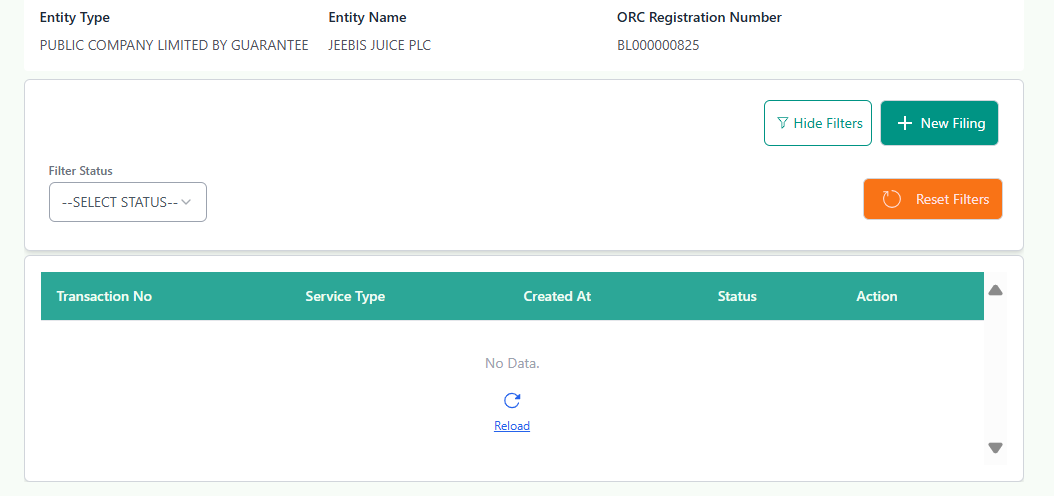 Entity Type Entity Name ORC Registration Number
PUBLIC COMPANY LIMITED BY GUARANTEE JEEBIS JUICE PLC BL000000825
Hide Filters New Filing
Filter Status
--SELECT STATUS-- Reset Filters
Transaction No Service Type Created At Status Action
No Data.
Reload